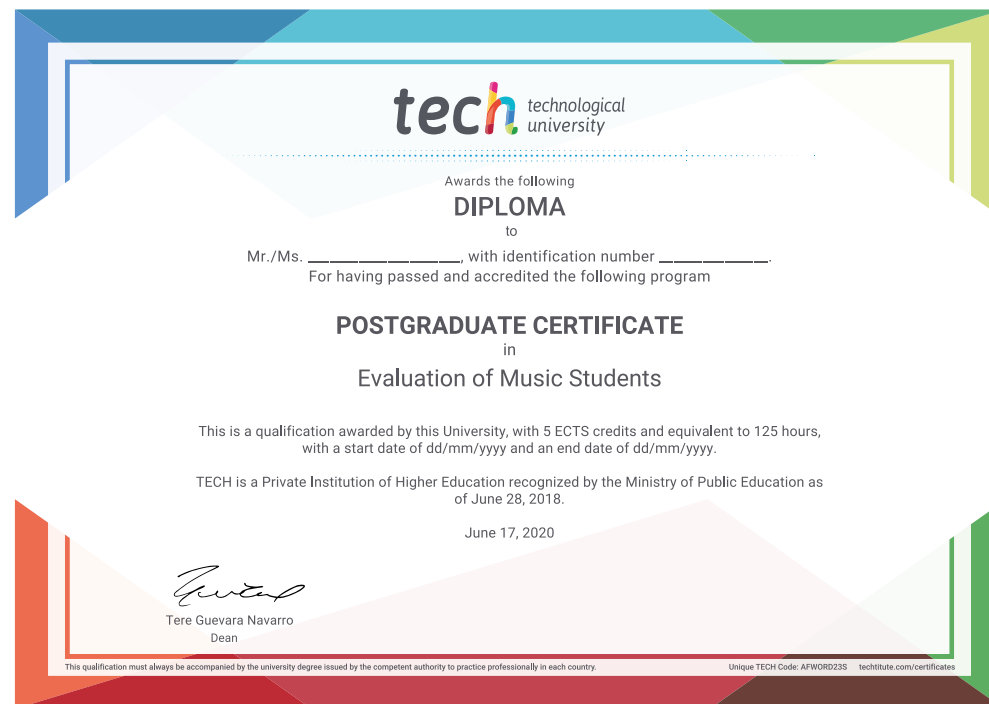 tech technological
university
Awards the following
DIPLOMA
to
Mr./Ms. ____________________, with identification number ______________.
For having passed and accredited the following program
POSTGRADUATE CERTIFICATE
in
Evaluation of Music Students
This is a qualification awarded by this University, with 5 ECTS credits and equivalent to 125 hours,
with a start date of dd/mm/yyyy and an end date of dd/mm/yyyy.
TECH is a Private Institution of Higher Education recognized by the Ministry of Public Education as
of June 28, 2018.
June 17, 2020
Tere Guevara Navarro
Dean
This qualification must always be accompanied by the university degree issued by the competent authority to practice professionally in each country.
Unique TECH Code: AFWORD23S techtitute.com/certificates